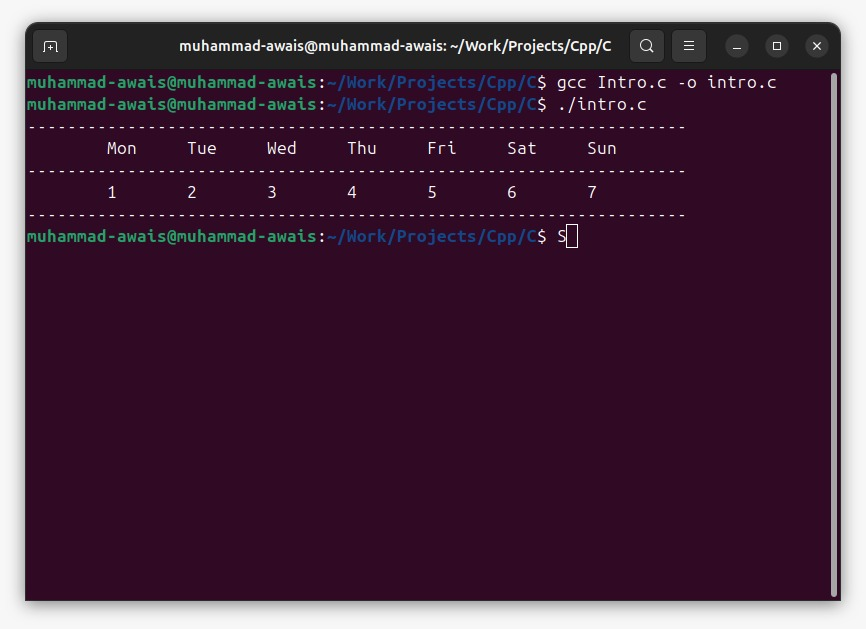 muhammad-awais@muhammad-awais: ~/Work/Projects/Cpp/C
muhammad-awais@muhammad-awais:~/Work/Projects/Cpp/C$ gcc Intro.c -o intro.c
muhammad-awais@muhammad-awais:~/Work/Projects/Cpp/C$ ./intro.c
------------------------------------------------------------------
Mon Tue Wed Thu Fri Sat Sun
------------------------------------------------------------------
1 2 3 4 5 6 7
------------------------------------------------------------------
muhammad-awais@muhammad-awais:~/Work/Projects/Cpp/C$ S